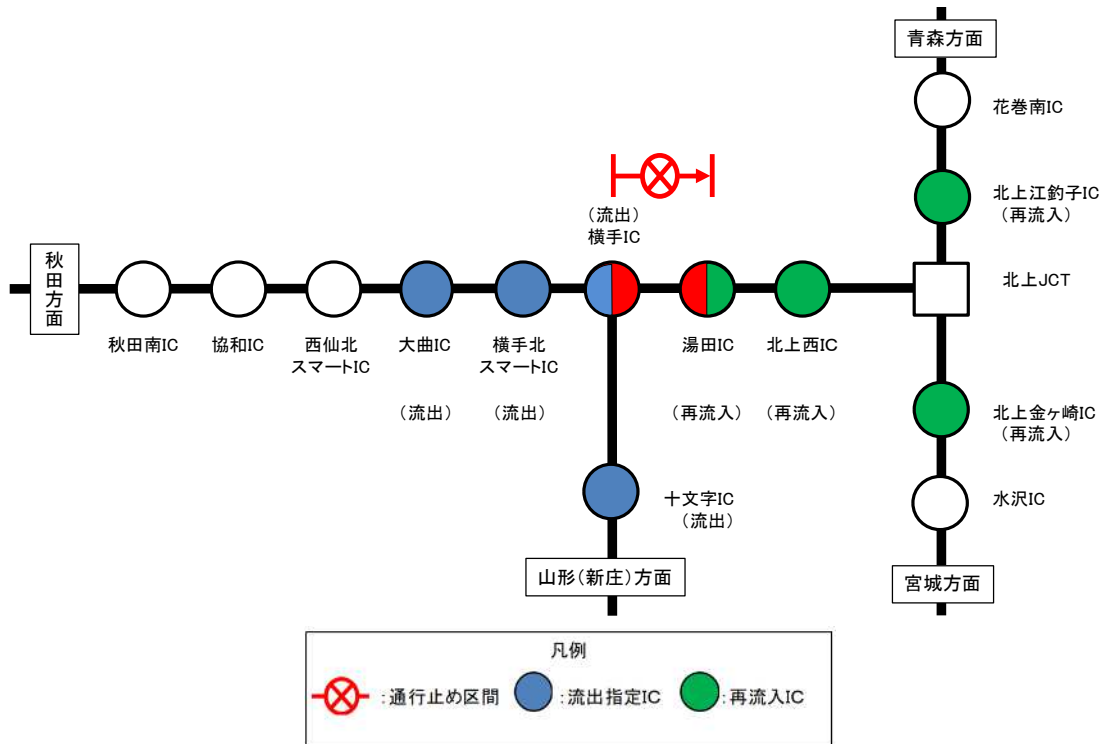 青森方面
花巻南IC
北上江釣子IC
(再流入)
(流出)
横手IC
秋田方面
北上JCT
秋田南IC
協和IC
西仙北
スマートIC
大曲IC
(流出)
横手北
スマートIC
(流出)
湯田IC
(再流入)
北上西IC
(再流入)
北上金ヶ崎IC
(再流入)
十文字IC
(流出)
水沢IC
山形(新庄)方面
宮城方面
凡例
:通行止め区間
:流出指定IC
:再流入IC